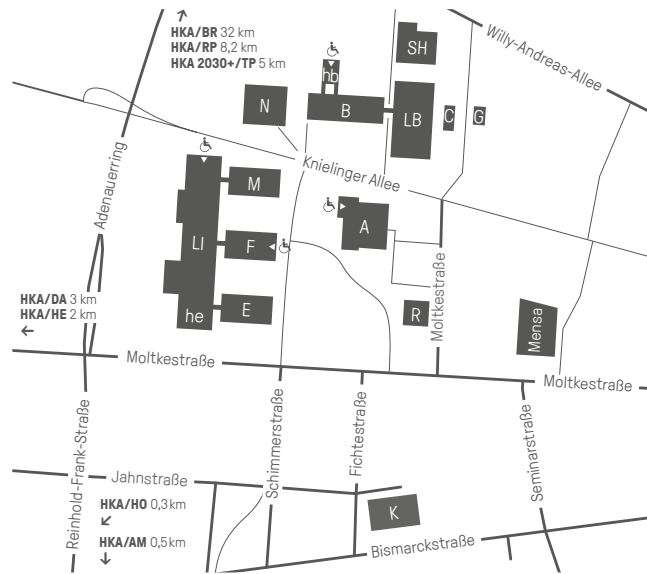 HKA/BR 32 km
HKA/RP 8,2 km
HKA 2030+/TP 5 km
SH
Willy-Andreas-Allee
hb
N
B
LB
C
G
Knielinger Allee
Adenauerring
M
A
LI
F
HKA/DA 3 km
HKA/HE 2 km
he
E
R
Moltkestraße
Mensa
Moltkestraße
Moltkestraße
Reinhold-Frank-Straße
Schimmerstraße
Fichtestraße
Seminarstraße
Jahnstraße
HKA/HO 0,3 km
K
HKA/AM 0,5 km
Bismarckstraße